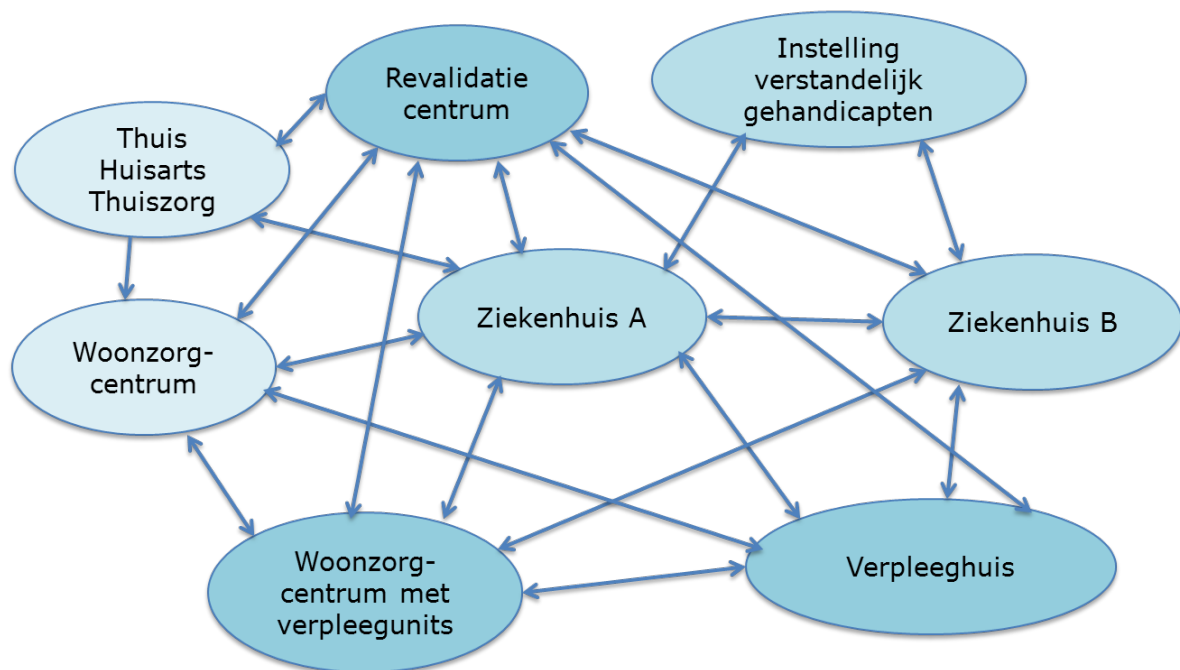 Revalidatie
centrum
Instelling
verstandelijk
gehandicapten
Thuis
Huisarts
Thuiszorg
Ziekenhuis A
Ziekenhuis B
Woonzorg-
centrum
Woonzorg-
centrum met
verpleegunits
Verpleeghuis